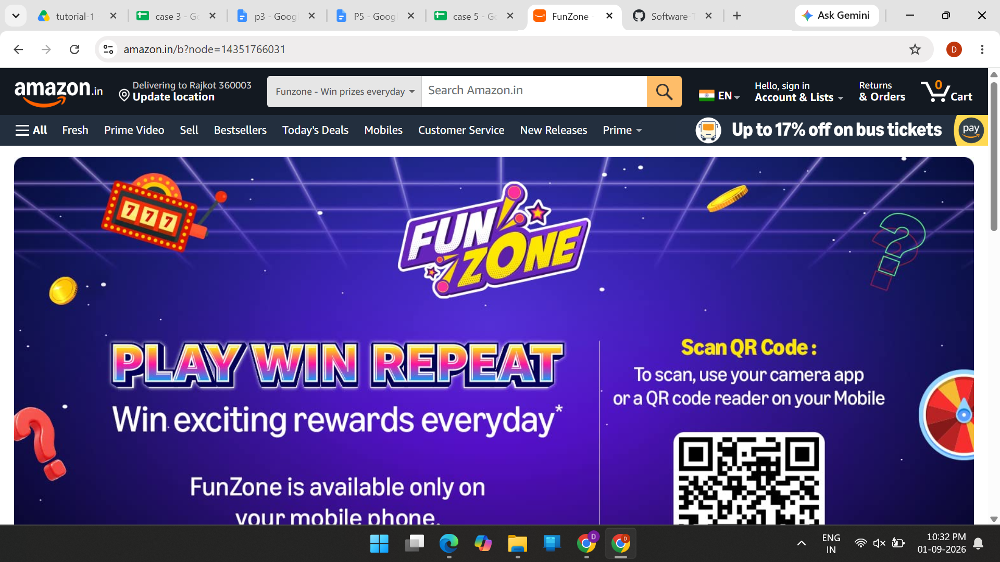 tutorial-1
case 3 - Go
p3 - Goog
P5 - Goog
case 5 - Go
FunZone -
Software-T
Ask Gemini
amazon.in/b?node=14351766031
D
amazon.in
Delivering to Rajkot 360003
Update location
Funzone - Win prizes everyday
Search Amazon.in
EN
Hello, sign in
Account & Lists
Returns
& Orders
0
Cart
All
Fresh
Prime Video
Sell
Bestsellers
Today's Deals
Mobiles
Customer Service
New Releases
Prime
Up to 17% off on bus tickets
pay
777
FUN
ZONE
PLAY WIN REPEAT
Win exciting rewards everyday*
FunZone is available only on
your mobile phone.
Scan QR Code :
To scan, use your camera app
or a QR code reader on your Mobile
D
D
ENG
IN
10:32 PM
01-09-2026